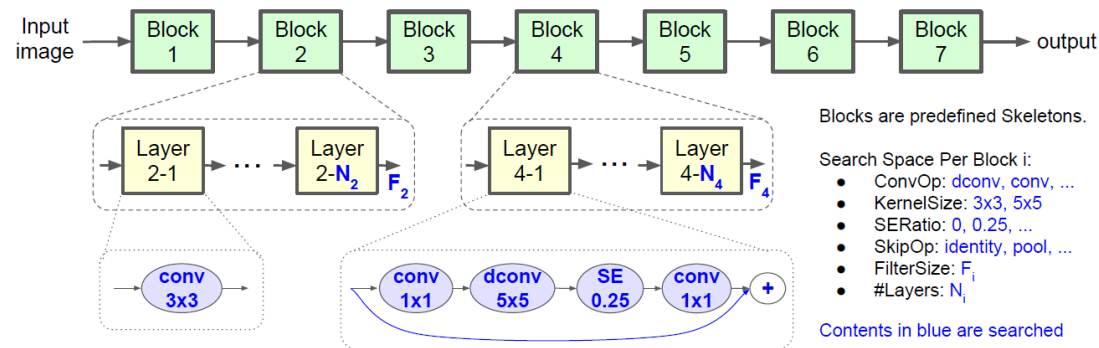 Input image
Block 1
Block 2
Block 3
Block 4
Block 5
Block 6
Block 7
output
Layer 2-1
...
Layer 2-N₂
F₂
Layer 4-1
...
Layer 4-N₄
F₄
conv 3x3
conv 1x1
dconv 5x5
SE 0.25
conv 1x1
+
Blocks are predefined Skeletons.
Search Space Per Block i:
● ConvOp: dconv, conv, ...
● KernelSize: 3x3, 5x5
● SERatio: 0, 0.25, ...
● SkipOp: identity, pool, ...
● FilterSize: Fᵢ
● #Layers: Nᵢ
Contents in blue are searched